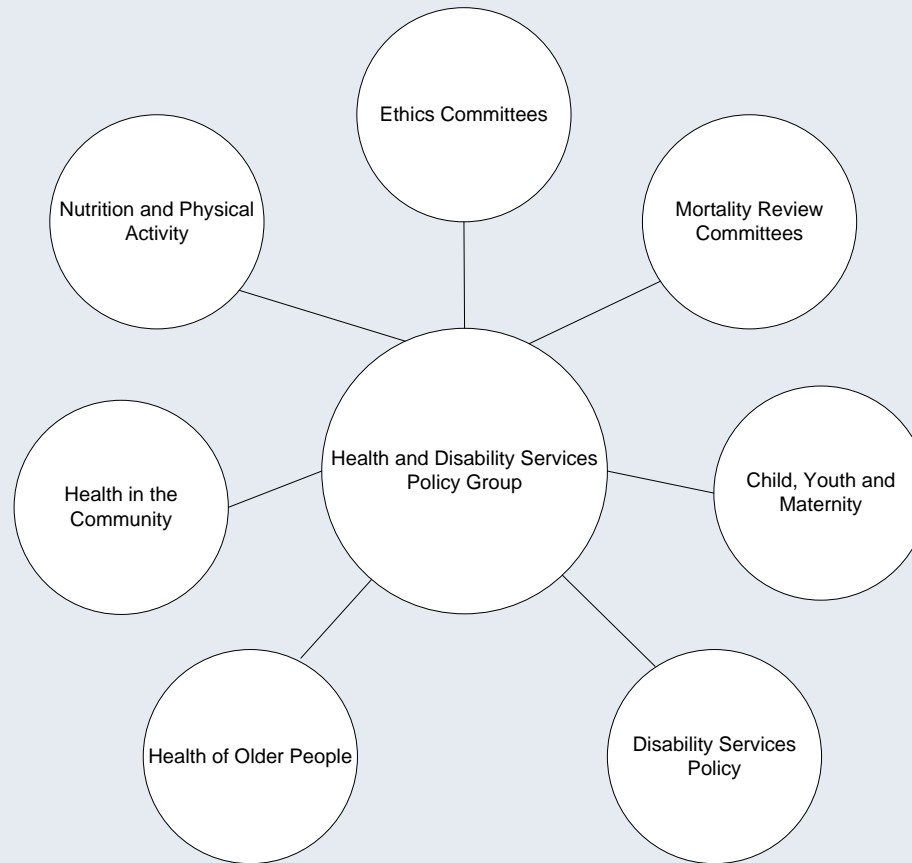 Ethics Committees
Nutrition and Physical
Activity
Mortality Review
Committees
Health and Disability Services
Policy Group
Health in the
Community
Child, Youth and
Maternity
Health of Older People
Disability Services
Policy